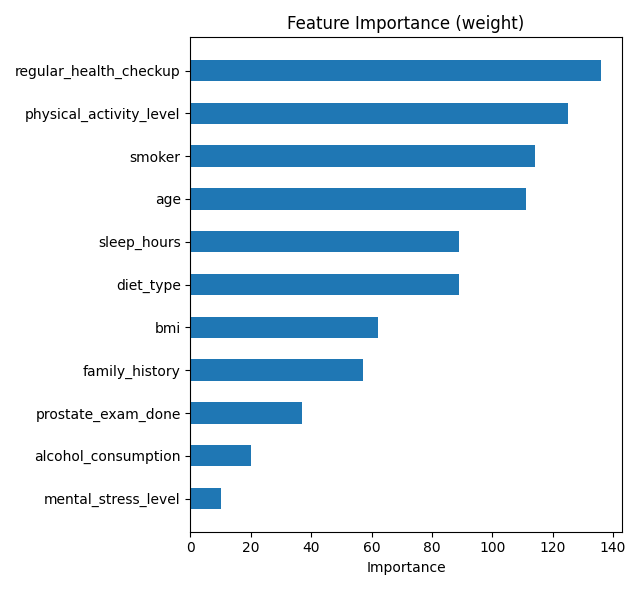 Feature Importance (weight)
regular_health_checkup
physical_activity_level
smoker
age
sleep_hours
diet_type
bmi
family_history
prostate_exam_done
alcohol_consumption
mental_stress_level
0 20 40 60 80 100 120 140
Importance